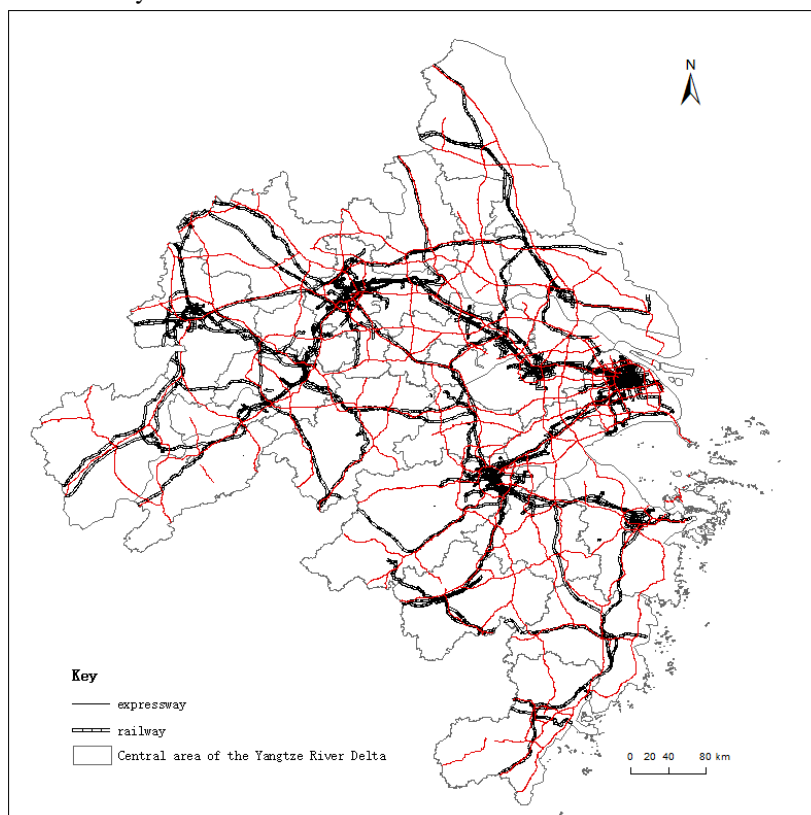 N
Key
expressway
railway
Central area of the Yangtze River Delta
0 20 40 80 km